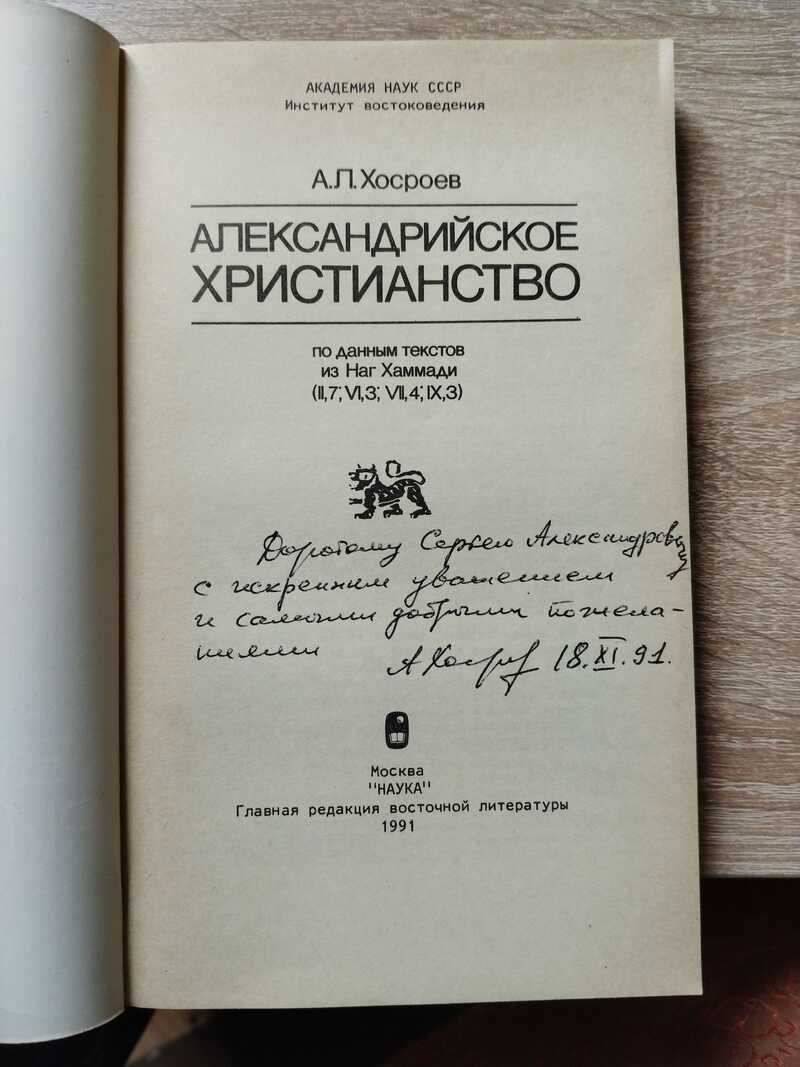 АКАДЕМИЯ НАУК СССР
Институт востоковедения
А.Л.Хосроев
АЛЕКСАНДРИЙСКОЕ
ХРИСТИАНСТВО
по данным текстов
из Наг Хаммади
(II,7; VI,3; VII,4; IX,3)
Дорогому Сергею Александровичу
с искренним уважением
и самыми добрыми пожела-
ниями
АХосроев 18.XI.91.
Москва
"НАУКА"
Главная редакция восточной литературы
1991